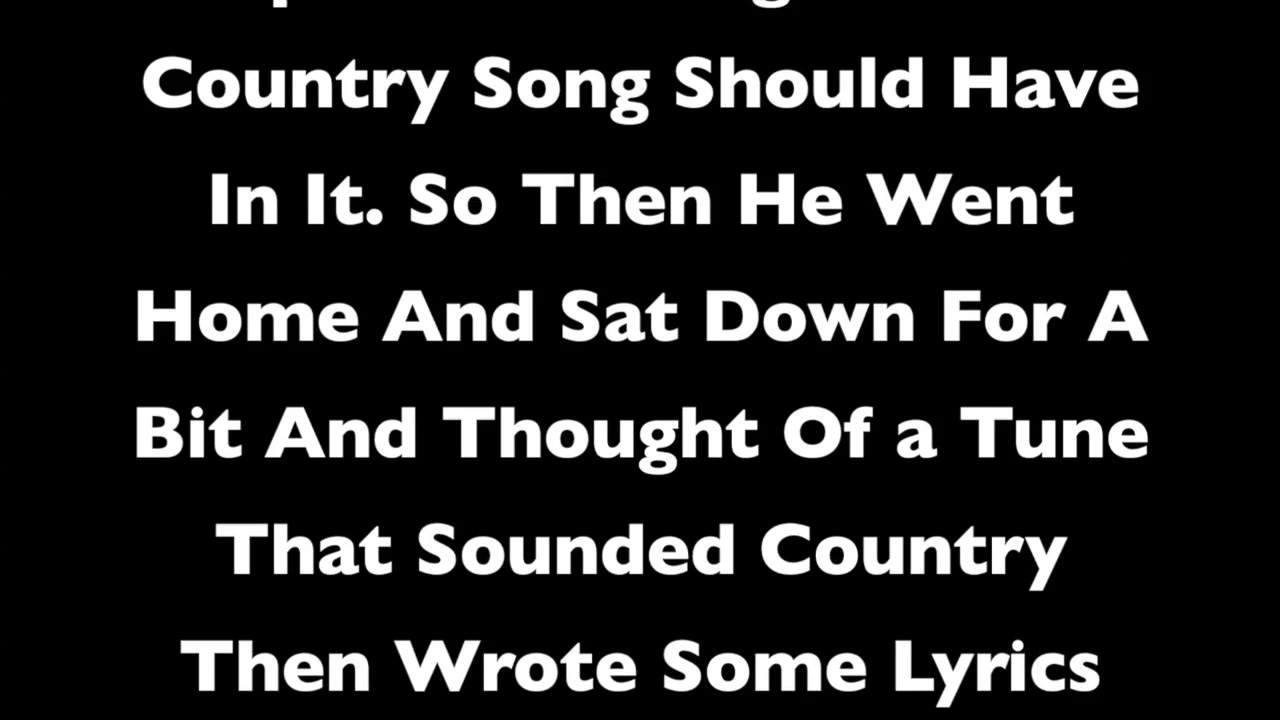 Country Song Should Have
In It. So Then He Went
Home And Sat Down For A
Bit And Thought Of a Tune
That Sounded Country
Then Wrote Some Lyrics